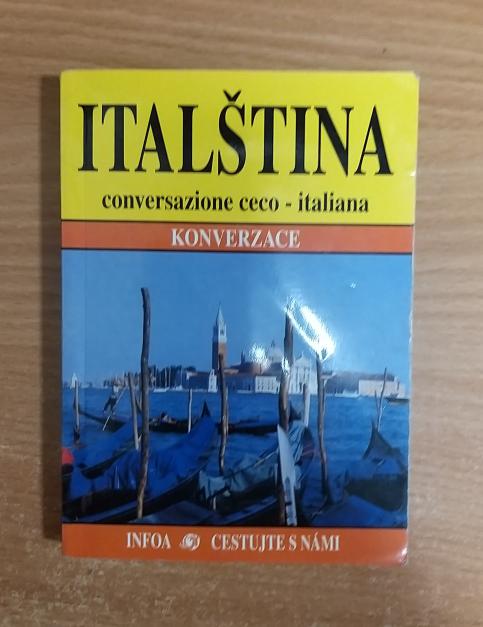 ITALŠTINA
conversazione ceco - italiana
KONVERZACE
INFOA CESTUJTE S NÁMI